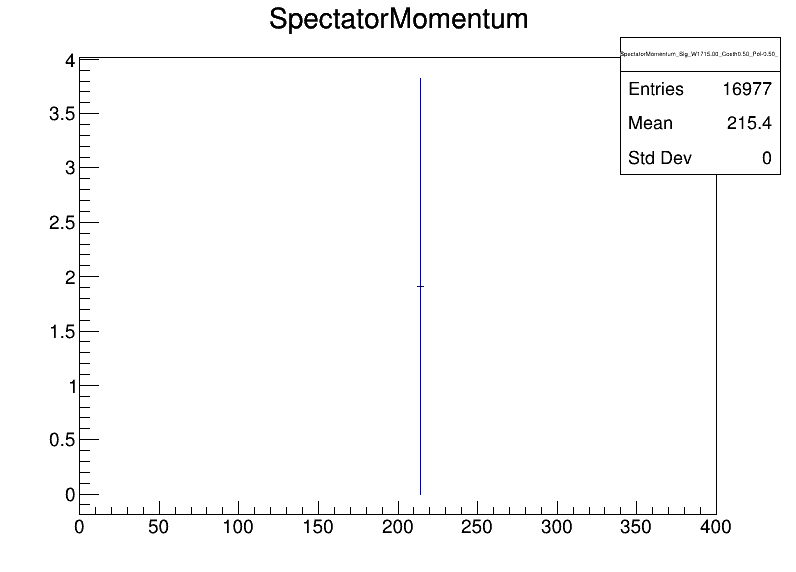 SpectatorMomentum
SpectatorMomentum_Sig_W1715.00_Costh0.50_Pol-0.50_
Entries 16977
Mean 215.4
Std Dev 0
4
3.5
3
2.5
2
1.5
1
0.5
0
0 50 100 150 200 250 300 350 400